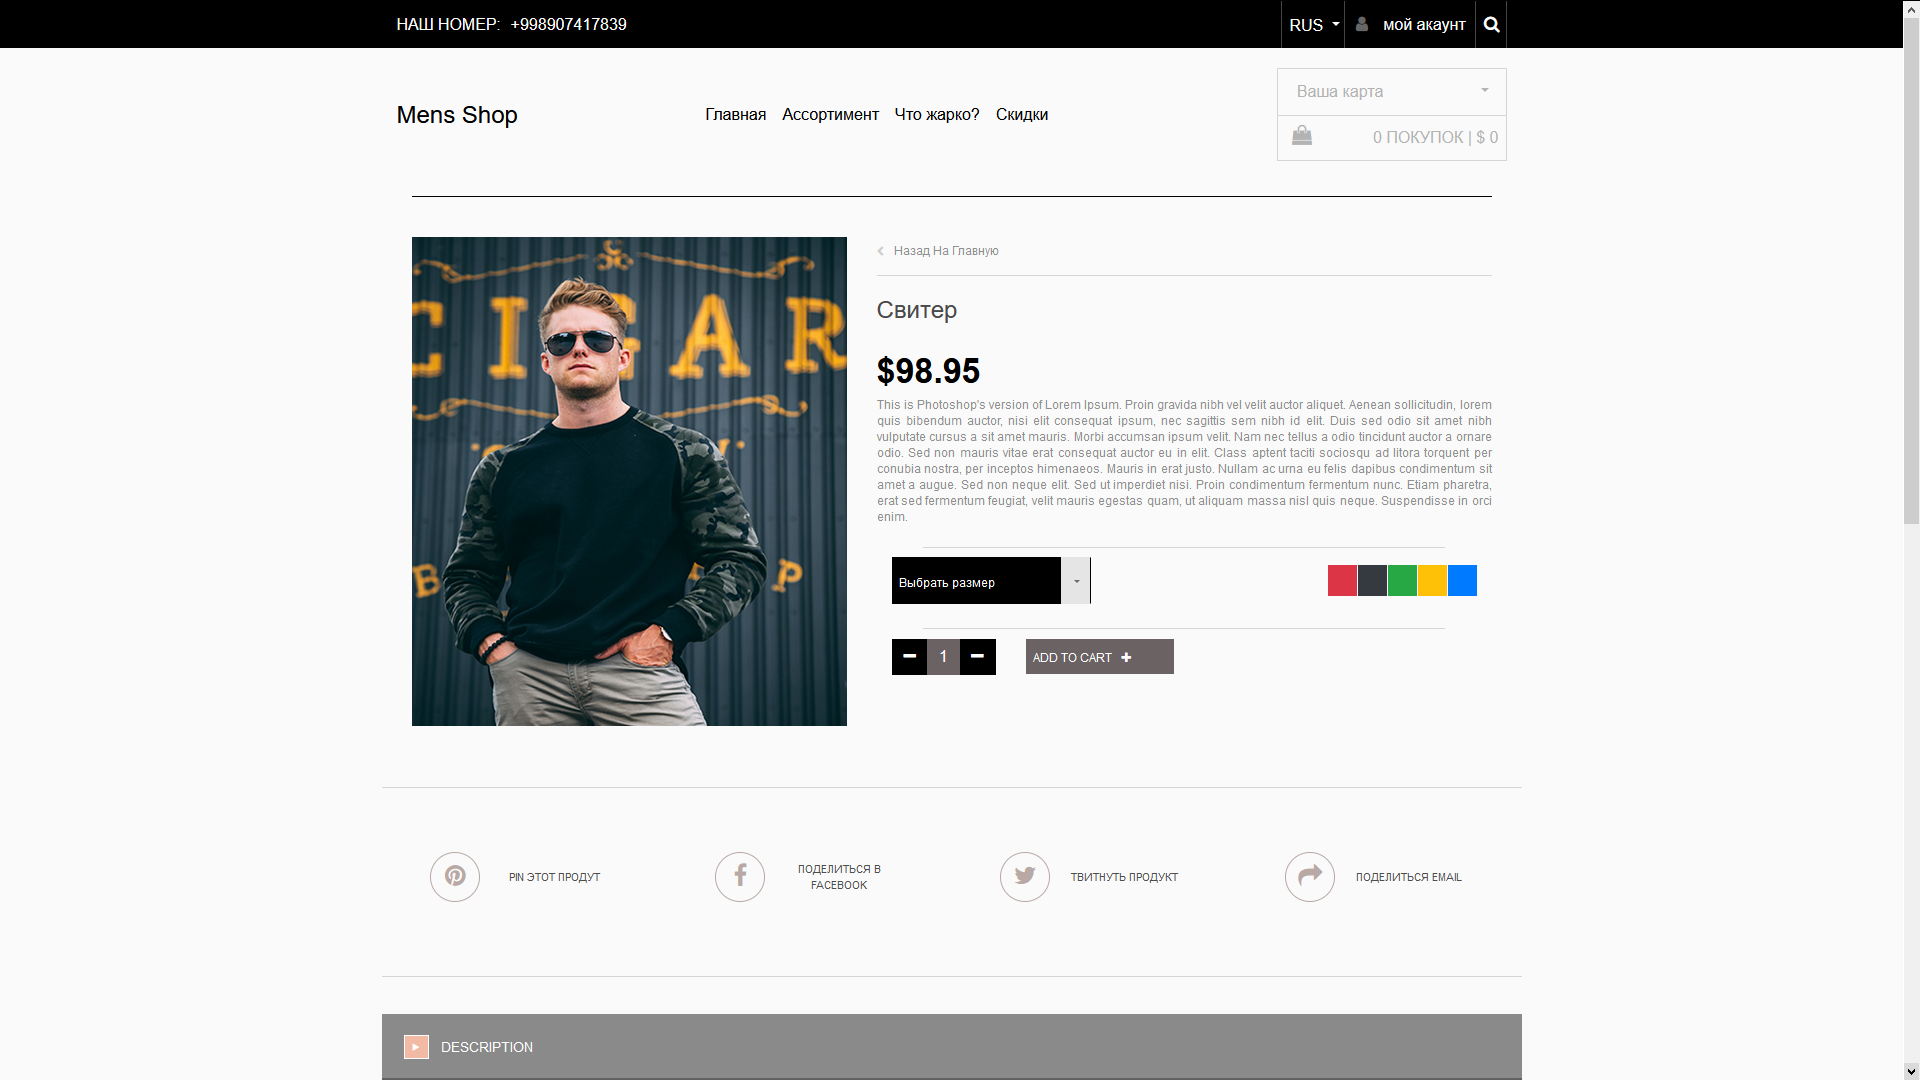 НАШ НОМЕР: +998907417839
RUS
мой акаунт
Mens Shop
Главная Ассортимент Что жарко? Скидки
Ваша карта
0 ПОКУПОК | $ 0
CIGAR
Назад На Главную
Свитер
$98.95
This is Photoshop's version of Lorem Ipsum. Proin gravida nibh vel velit auctor aliquet. Aenean sollicitudin, lorem
quis bibendum auctor, nisi elit consequat ipsum, nec sagittis sem nibh id elit. Duis sed odio sit amet nibh
vulputate cursus a sit amet mauris. Morbi accumsan ipsum velit. Nam nec tellus a odio tincidunt auctor a ornare
odio. Sed non mauris vitae erat consequat auctor eu in elit. Class aptent taciti sociosqu ad litora torquent per
conubia nostra, per inceptos himenaeos. Mauris in erat justo. Nullam ac urna eu felis dapibus condimentum sit
amet a augue. Sed non neque elit. Sed ut imperdiet nisi. Proin condimentum fermentum nunc. Etiam pharetra,
erat sed fermentum feugiat, velit mauris egestas quam, ut aliquam massa nisl quis neque. Suspendisse in orci
enim.
Выбрать размер
1
ADD TO CART
PIN ЭТОТ ПРОДУТ
ПОДЕЛИТЬСЯ В
FACEBOOK
ТВИТНУТЬ ПРОДУКТ
ПОДЕЛИТЬСЯ EMAIL
DESCRIPTION